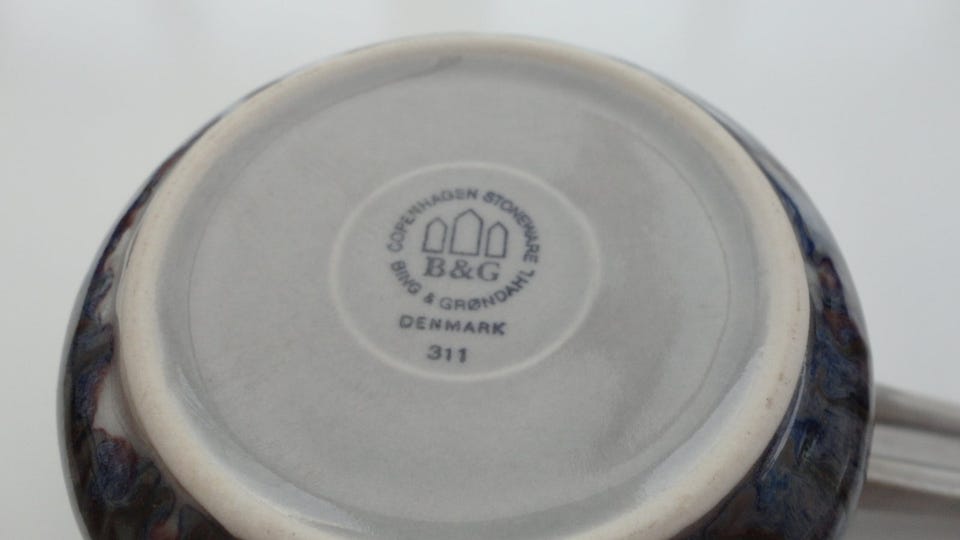 COPENHAGEN STONEWARE
B&G
BING & GRØNDAHL
DENMARK
311